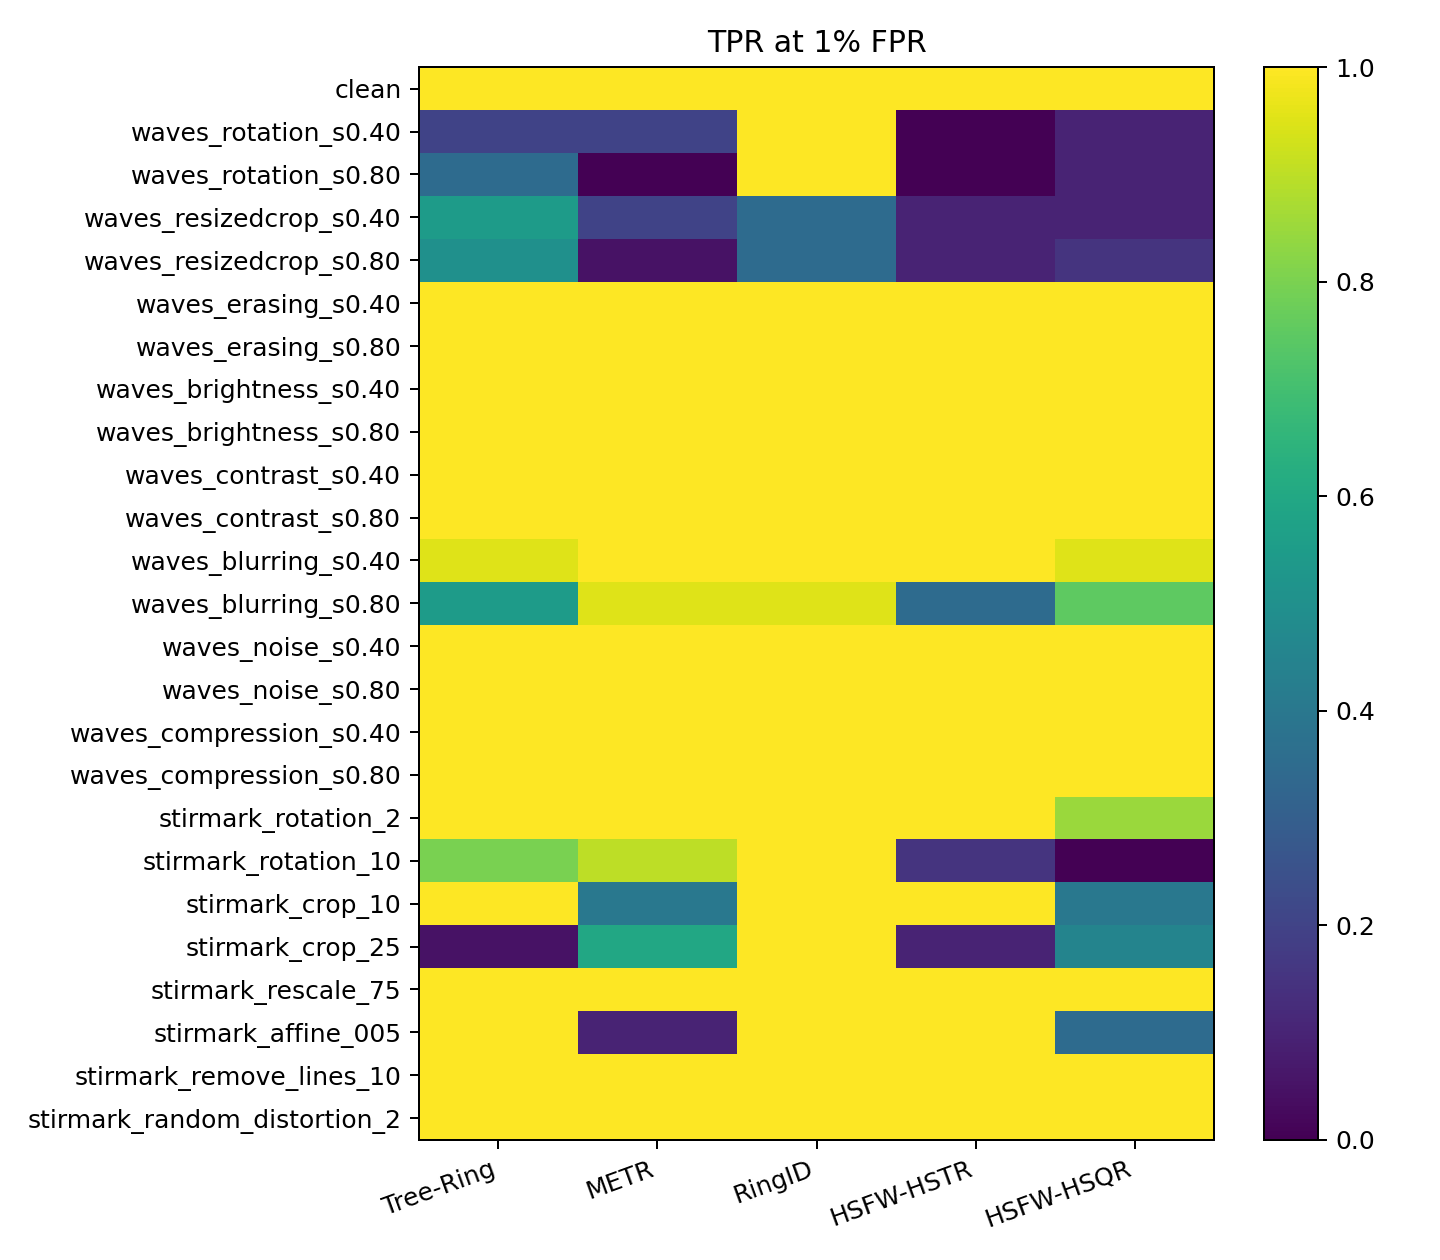 TPR at 1% FPR
clean
waves_rotation_s0.40
waves_rotation_s0.80
waves_resizedcrop_s0.40
waves_resizedcrop_s0.80
waves_erasing_s0.40
waves_erasing_s0.80
waves_brightness_s0.40
waves_brightness_s0.80
waves_contrast_s0.40
waves_contrast_s0.80
waves_blurring_s0.40
waves_blurring_s0.80
waves_noise_s0.40
waves_noise_s0.80
waves_compression_s0.40
waves_compression_s0.80
stirmark_rotation_2
stirmark_rotation_10
stirmark_crop_10
stirmark_crop_25
stirmark_rescale_75
stirmark_affine_005
stirmark_remove_lines_10
stirmark_random_distortion_2
Tree-Ring
METR
RingID
HSFW-HSTR
HSFW-HSQR
1.0
0.8
0.6
0.4
0.2
0.0